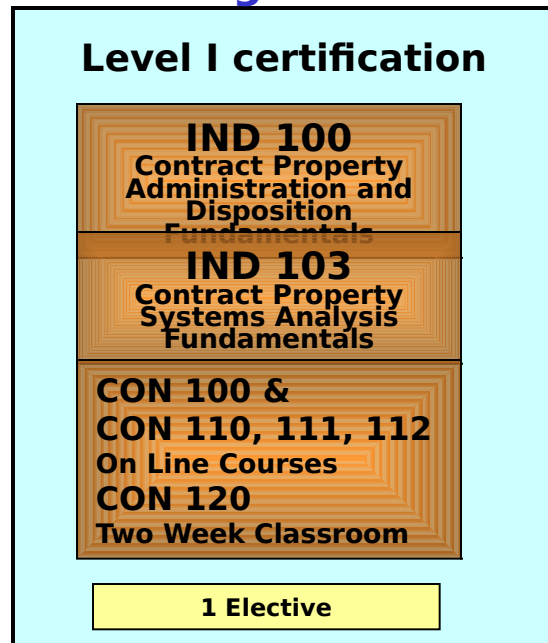 Level I certification
IND 100
Contract Property
Administration and
Disposition
Fundamentals
IND 103
Contract Property
Systems Analysis
Fundamentals
CON 100 &
CON 110, 111, 112
On Line Courses
CON 120
Two Week Classroom
1 Elective